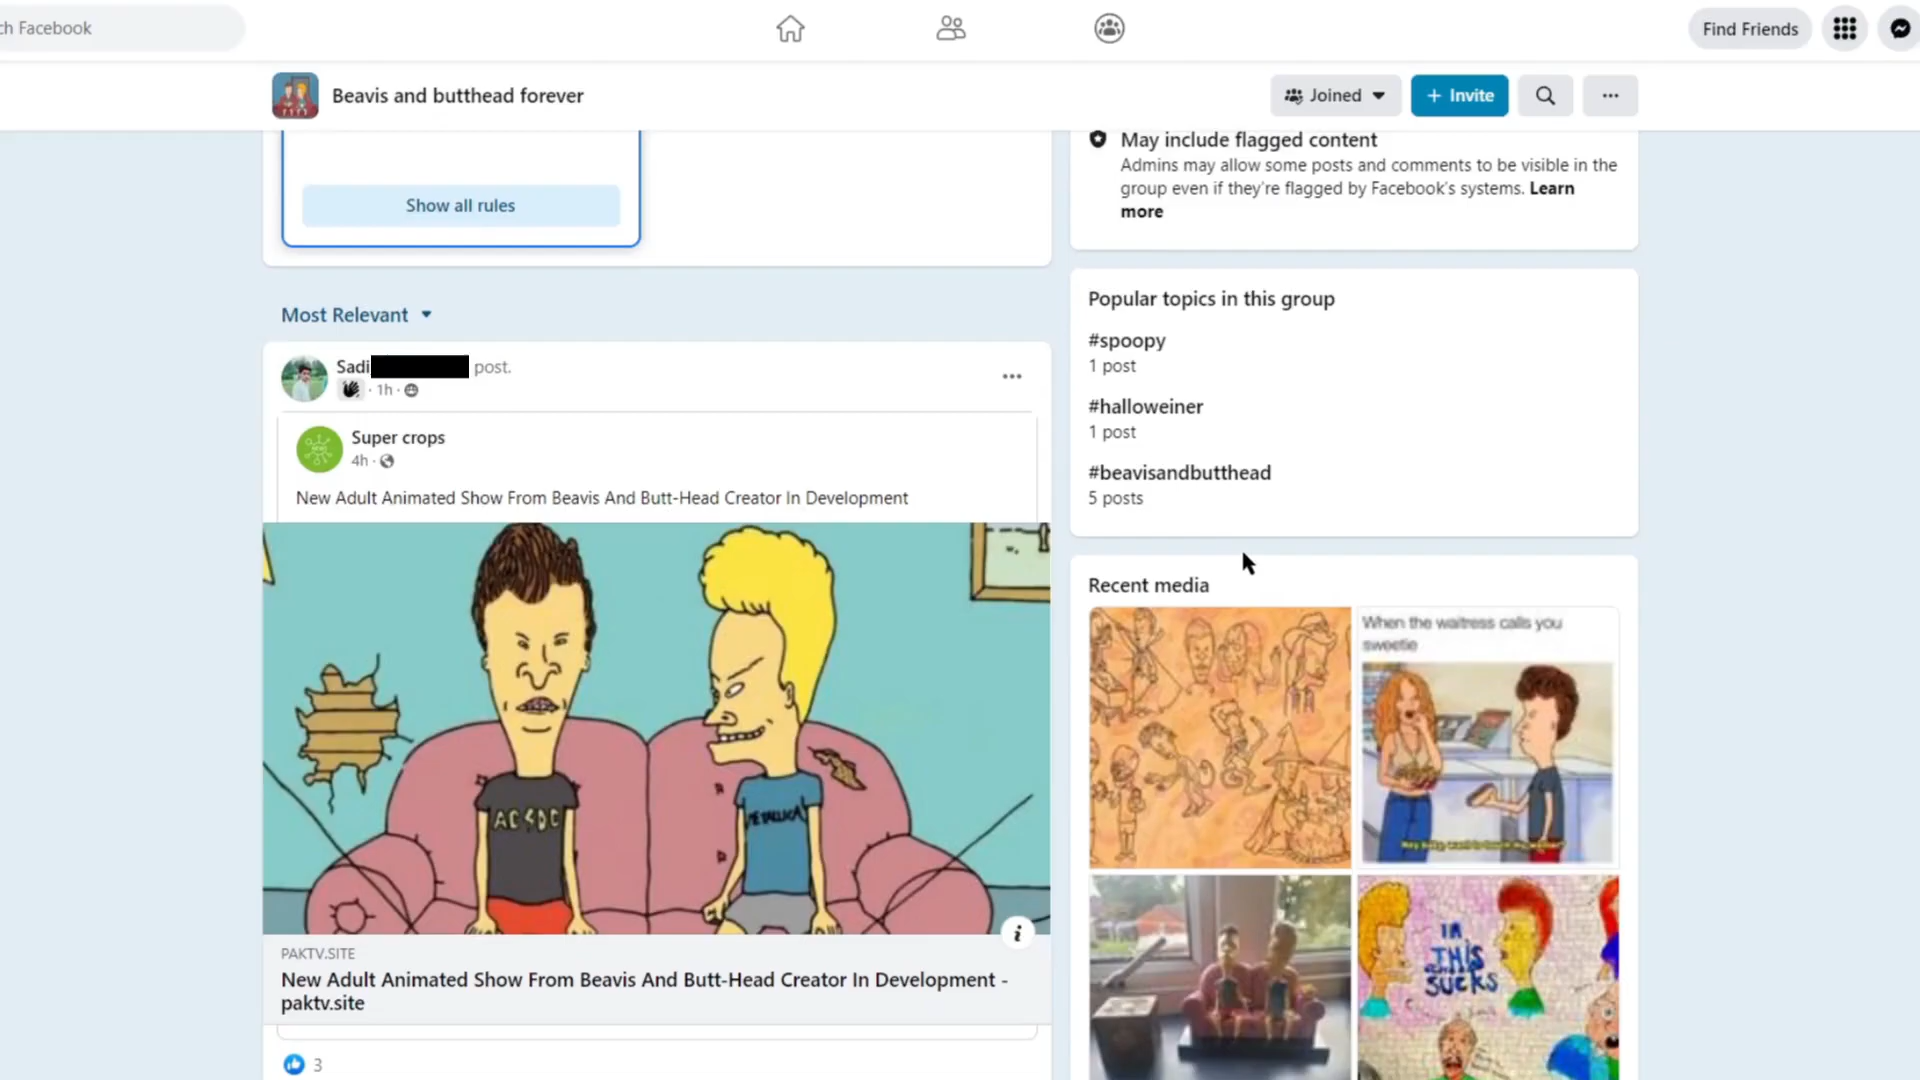 ch Facebook
Find Friends
Beavis and butthead forever
Joined
+ Invite
Show all rules
May include flagged content
Admins may allow some posts and comments to be visible in the
group even if they're flagged by Facebook's systems. Learn
more
Most Relevant
Sadi post.
1h
Super crops
4h
New Adult Animated Show From Beavis And Butt-Head Creator In Development
AC DC
METALLICA
PAKTV.SITE
New Adult Animated Show From Beavis And Butt-Head Creator In Development -
paktv.site
3
Popular topics in this group
#spoopy
1 post
#halloweiner
1 post
#beavisandbutthead
5 posts
Recent media
When the waitress calls you
sweetie
THIS
SUCKS